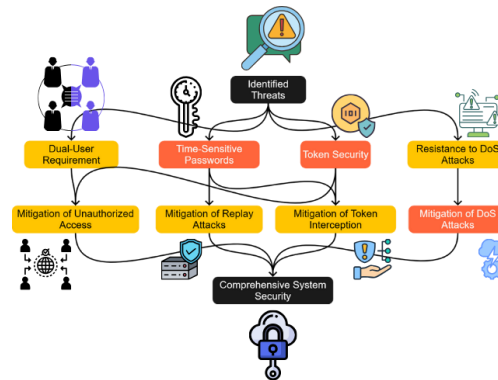 Identified
Threats
Dual-User
Requirement
Time-Sensitive
Passwords
Token Security
Resistance to DoS
Attacks
Mitigation of Unauthorized
Access
Mitigation of Replay
Attacks
Mitigation of Token
Interception
Mitigation of DoS
Attacks
Comprehensive System
Security